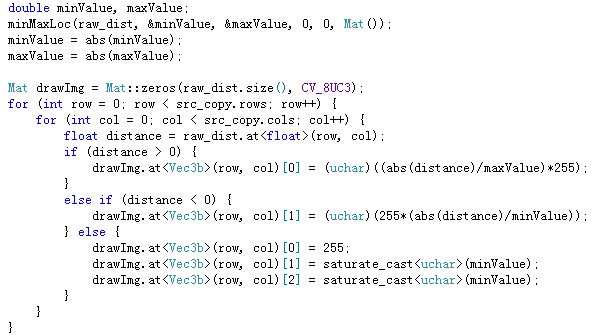 double minValue, maxValue;
minMaxLoc(raw_dist, &minValue, &maxValue, 0, 0, Mat());
minValue = abs(minValue);
maxValue = abs(maxValue);

Mat drawImg = Mat::zeros(raw_dist.size(), CV_8UC3);
for (int row = 0; row < src_copy.rows; row++) {
    for (int col = 0; col < src_copy.cols; col++) {
        float distance = raw_dist.at<float>(row, col);
        if (distance > 0) {
            drawImg.at<Vec3b>(row, col)[0] = (uchar)((abs(distance)/maxValue)*255);
        }
        else if (distance < 0) {
            drawImg.at<Vec3b>(row, col)[1] = (uchar)(255*(abs(distance)/minValue));
        } else {
            drawImg.at<Vec3b>(row, col)[0] = 255;
            drawImg.at<Vec3b>(row, col)[1] = saturate_cast<uchar>(minValue);
            drawImg.at<Vec3b>(row, col)[2] = saturate_cast<uchar>(minValue);
        }
    }
}